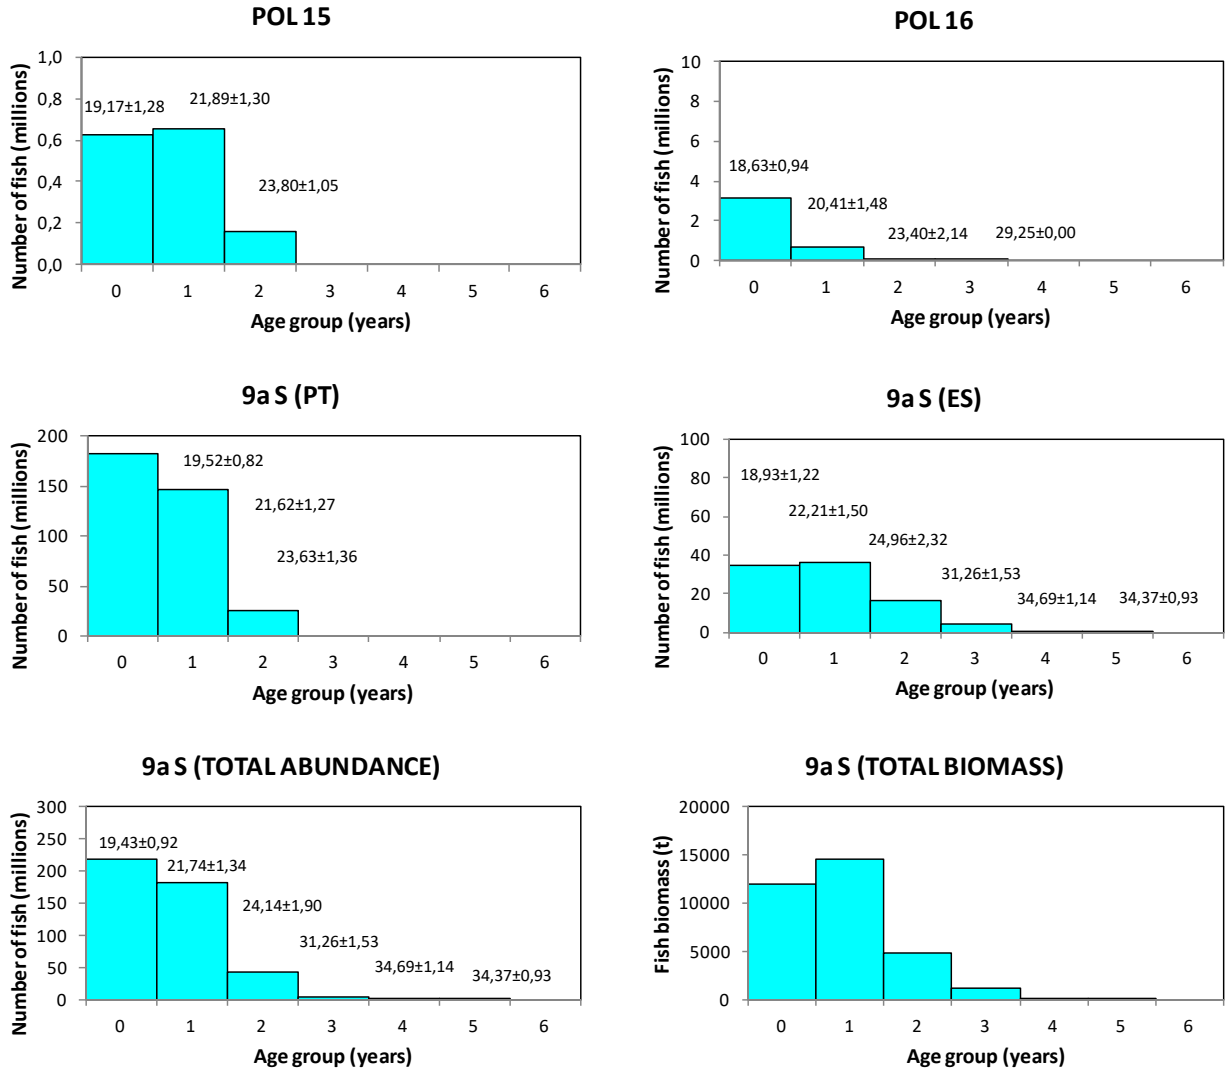 POL 15
Number of fish (millions)
1,0
0,8
0,6
0,4
0,2
0,0
19,17±1,28
21,89±1,30
23,80±1,05
0 1 2 3 4 5 6
Age group (years)
POL 16
Number of fish (millions)
10
8
6
4
2
0
18,63±0,94
20,41±1,48
23,40±2,14
29,25±0,00
0 1 2 3 4 5 6
Age group (years)
9a S (PT)
Number of fish (millions)
200
150
100
50
0
19,52±0,82
21,62±1,27
23,63±1,36
0 1 2 3 4 5 6
Age group (years)
9a S (ES)
Number of fish (millions)
100
80
60
40
20
0
18,93±1,22
22,21±1,50
24,96±2,32
31,26±1,53
34,69±1,14
34,37±0,93
0 1 2 3 4 5 6
Age group (years)
9a S (TOTAL ABUNDANCE)
Number of fish (millions)
300
250
200
150
100
50
0
19,43±0,92
21,74±1,34
24,14±1,90
31,26±1,53
34,69±1,14
34,37±0,93
0 1 2 3 4 5 6
Age group (years)
9a S (TOTAL BIOMASS)
Fish biomass (t)
20000
15000
10000
5000
0
0 1 2 3 4 5 6
Age group (years)